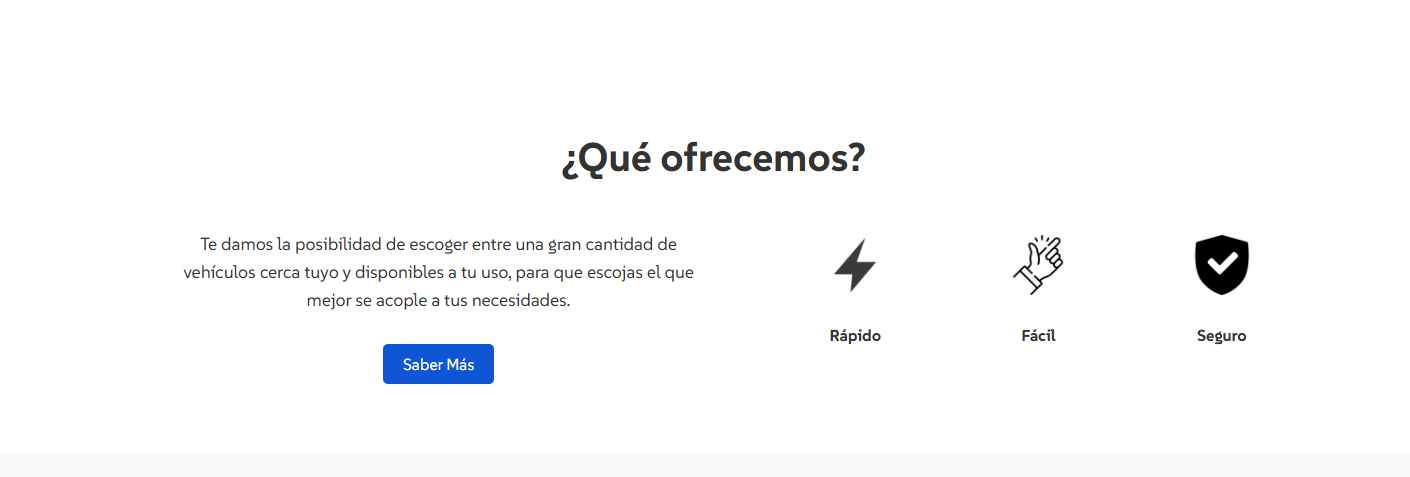 ¿Qué ofrecemos?
Te damos la posibilidad de escoger entre una gran cantidad de
vehículos cerca tuyo y disponibles a tu uso, para que escojas el que
mejor se acople a tus necesidades.
Saber Más
Rápido
Fácil
Seguro